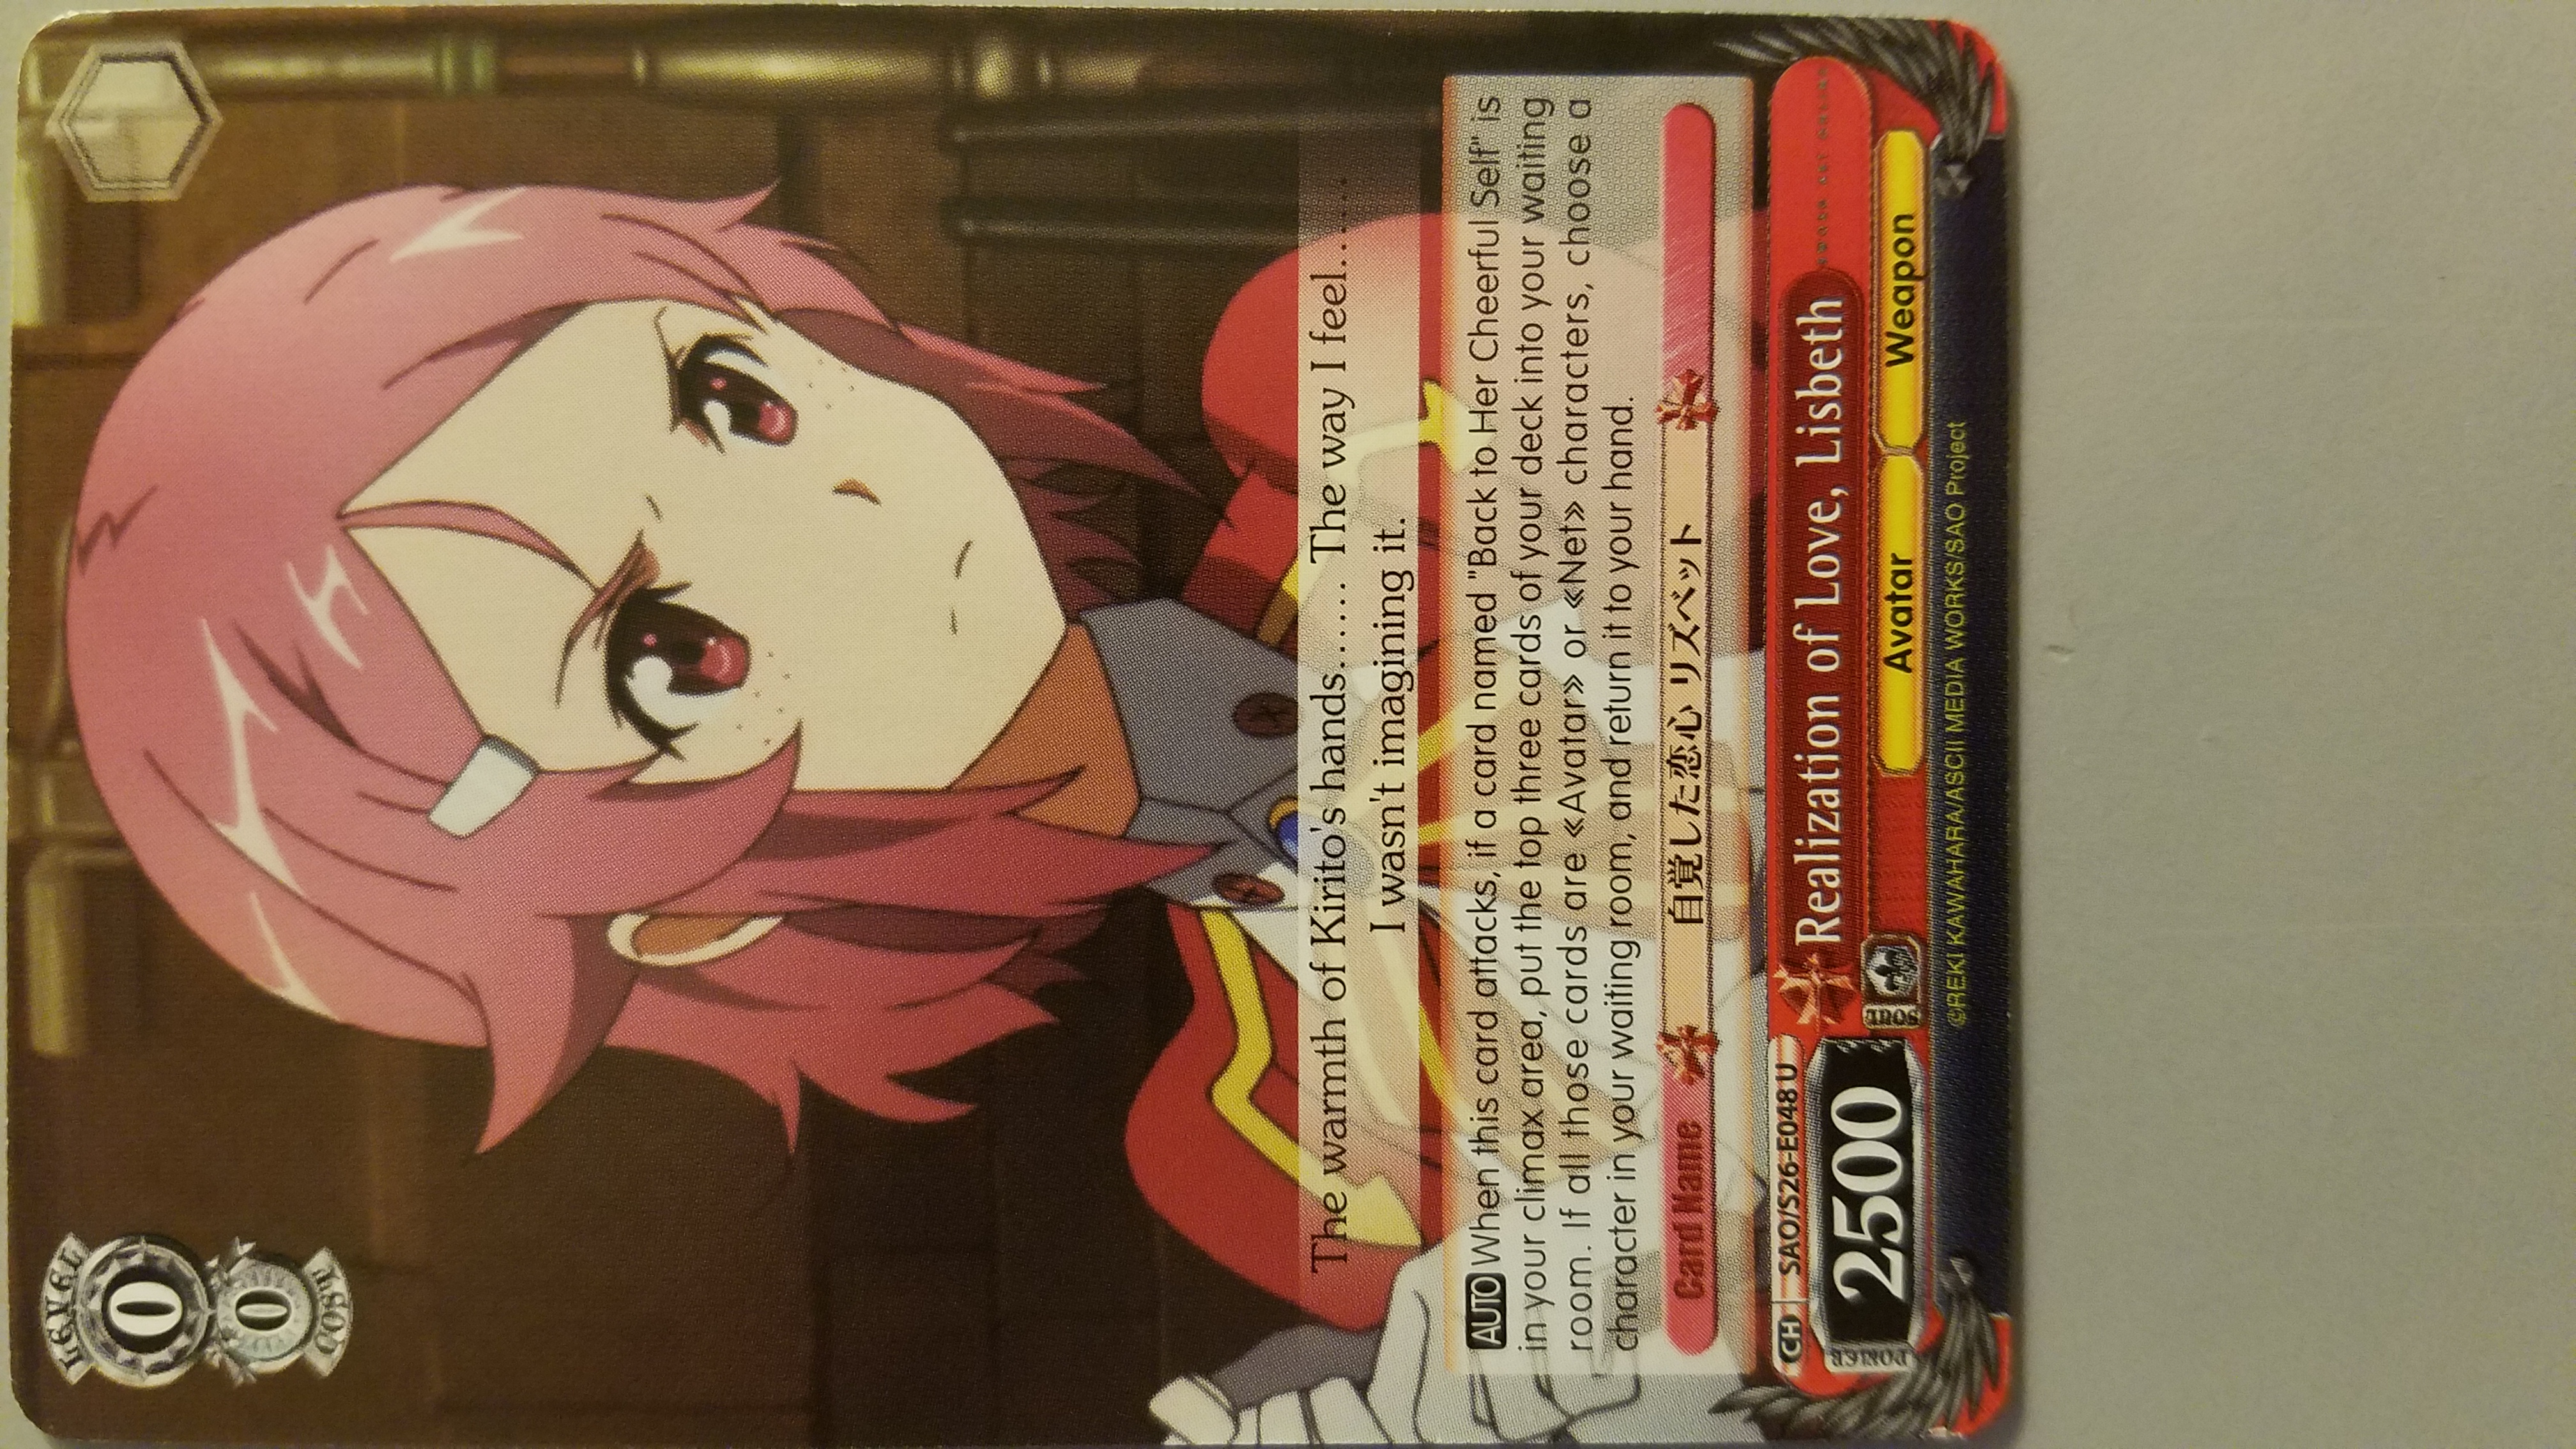 LEVEL
0
0
COST
The warmth of Kirito's hands...... The way I feel......
I wasn't imagining it.
AUTO When this card attacks, if a card named "Back to Her Cheerful Self" is
in your climax area, put the top three cards of your deck into your waiting
room. If all those cards are «Avatar» or «Net» characters, choose a
character in your waiting room, and return it to your hand.
Card Name 自覚した恋心 リズベット
CH SAO/S26-E048 U
Realization of Love, Lisbeth
SWORD ART ONLINE
POWER 2500
SOUL
Avatar Weapon
©REKI KAWAHARA/ASCII MEDIA WORKS/SAO Project